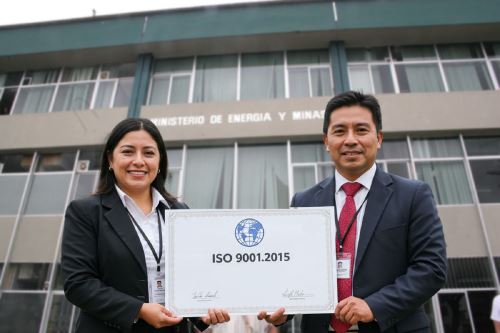 MINISTERIO DE ENERGIA Y MINAS
ISO 9001.2015